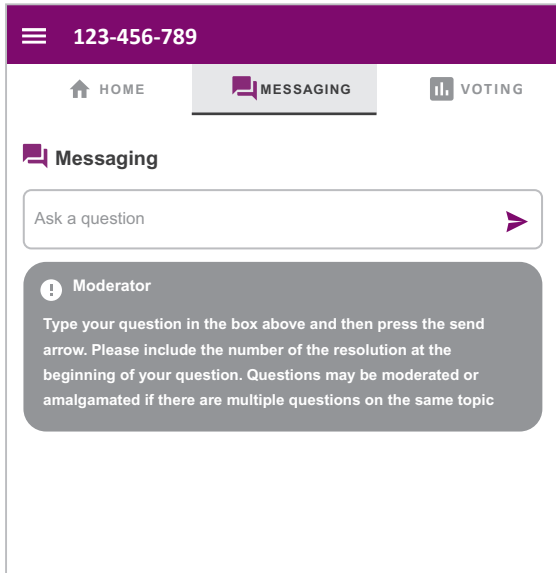 123-456-789
HOME
MESSAGING
VOTING
Messaging
Ask a question
Moderator
Type your question in the box above and then press the send
arrow. Please include the number of the resolution at the
beginning of your question. Questions may be moderated or
amalgamated if there are multiple questions on the same topic